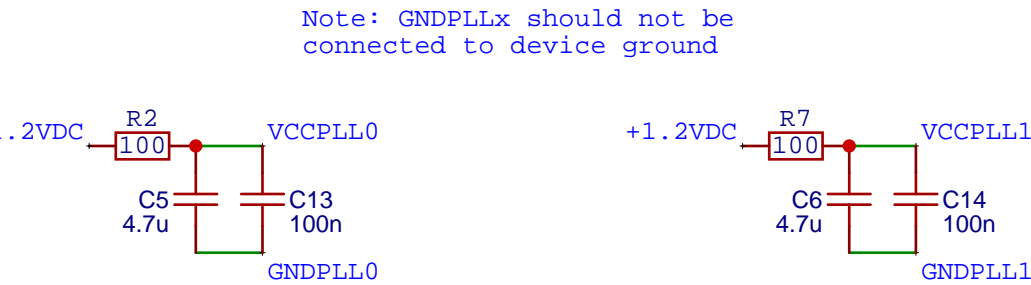 Note: GNDPLLx should not be
connected to device ground
.2VDC
R2
100
VCCPLL0
C5
4.7u
C13
100n
GNDPLL0
+1.2VDC
R7
100
VCCPLL1
C6
4.7u
C14
100n
GNDPLL1